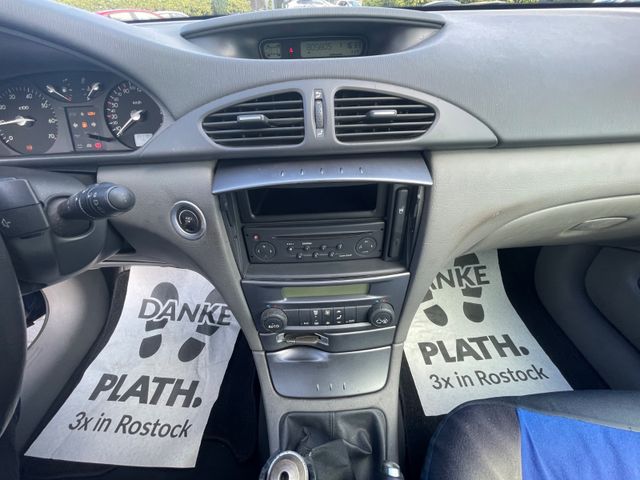 DANKE
PLATH.
3x in Rostock
DANKE
PLATH.
3x in Rostock